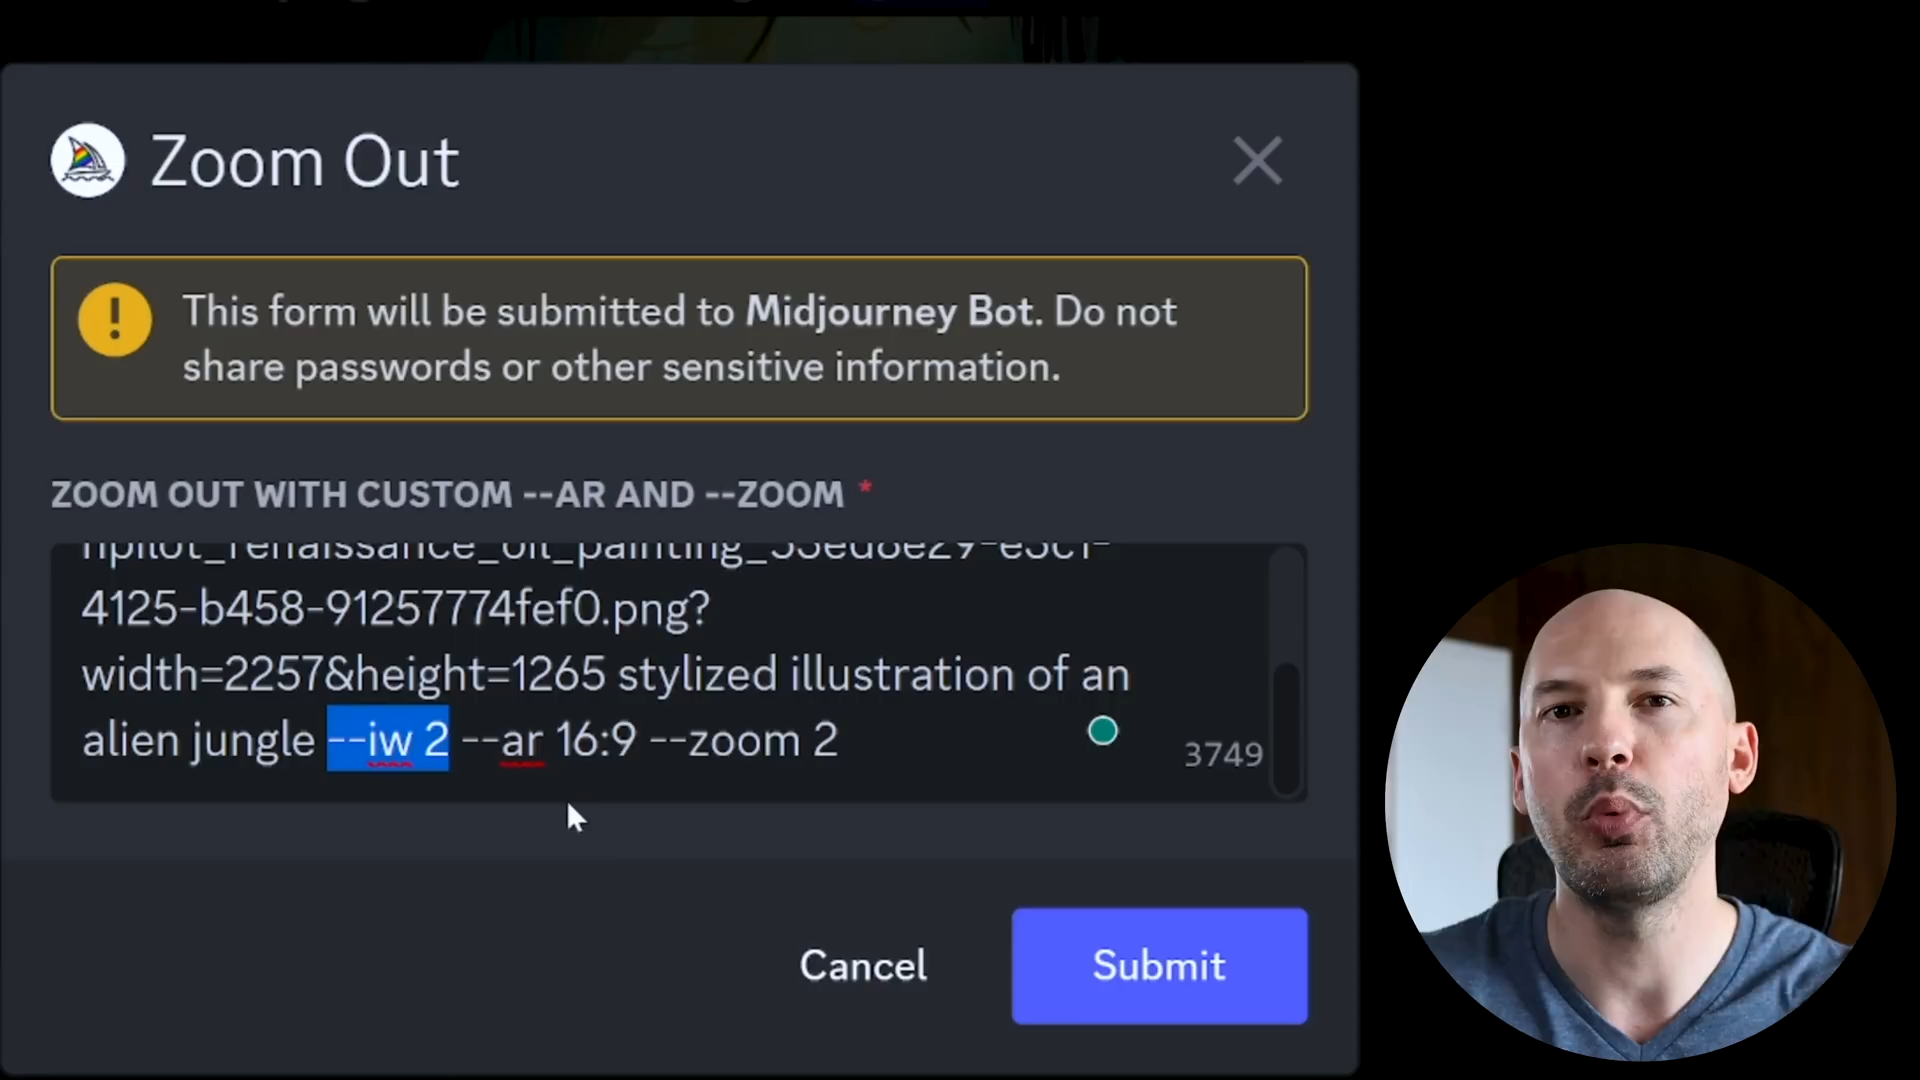 Zoom Out
This form will be submitted to Midjourney Bot. Do not
share passwords or other sensitive information.
ZOOM OUT WITH CUSTOM --AR AND --ZOOM *
4125-b458-91257774fef0.png?
width=2257&height=1265 stylized illustration of an
alien jungle --iw 2 --ar 16:9 --zoom 2
3749
Cancel
Submit